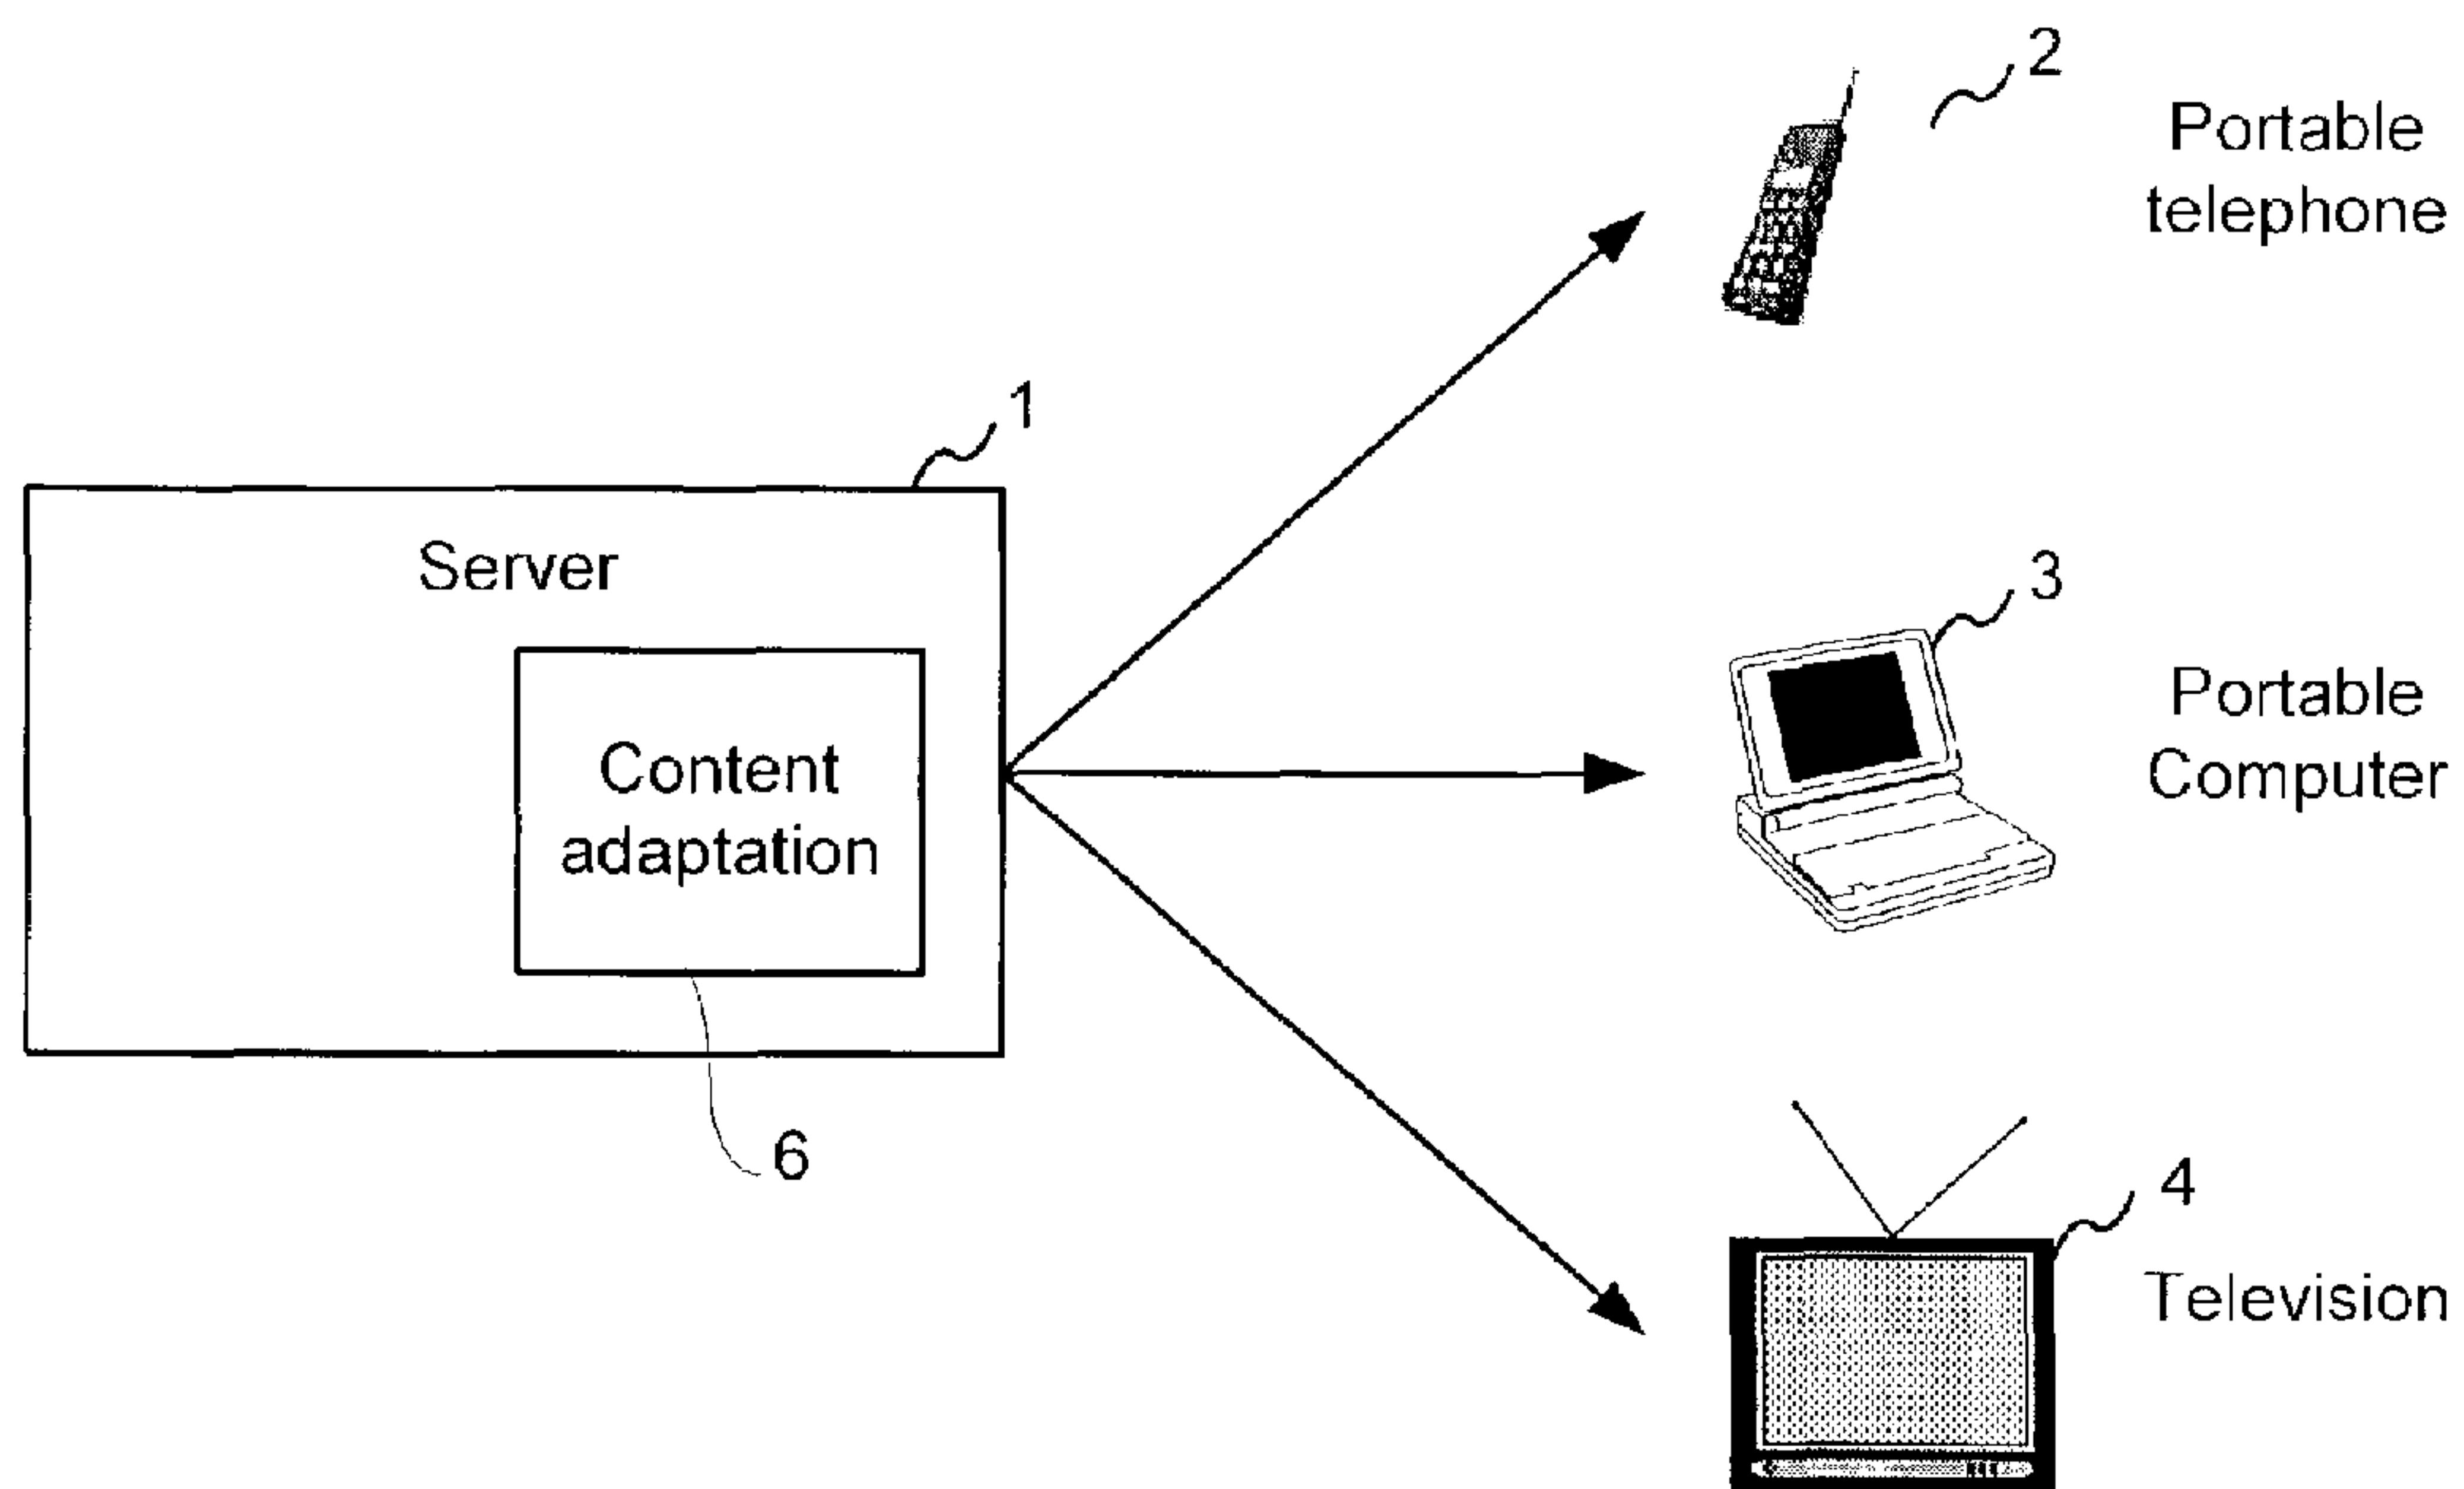 2
Portable
telephone
1
Server
3
Portable
Computer
Content
adaptation
6
4
Television